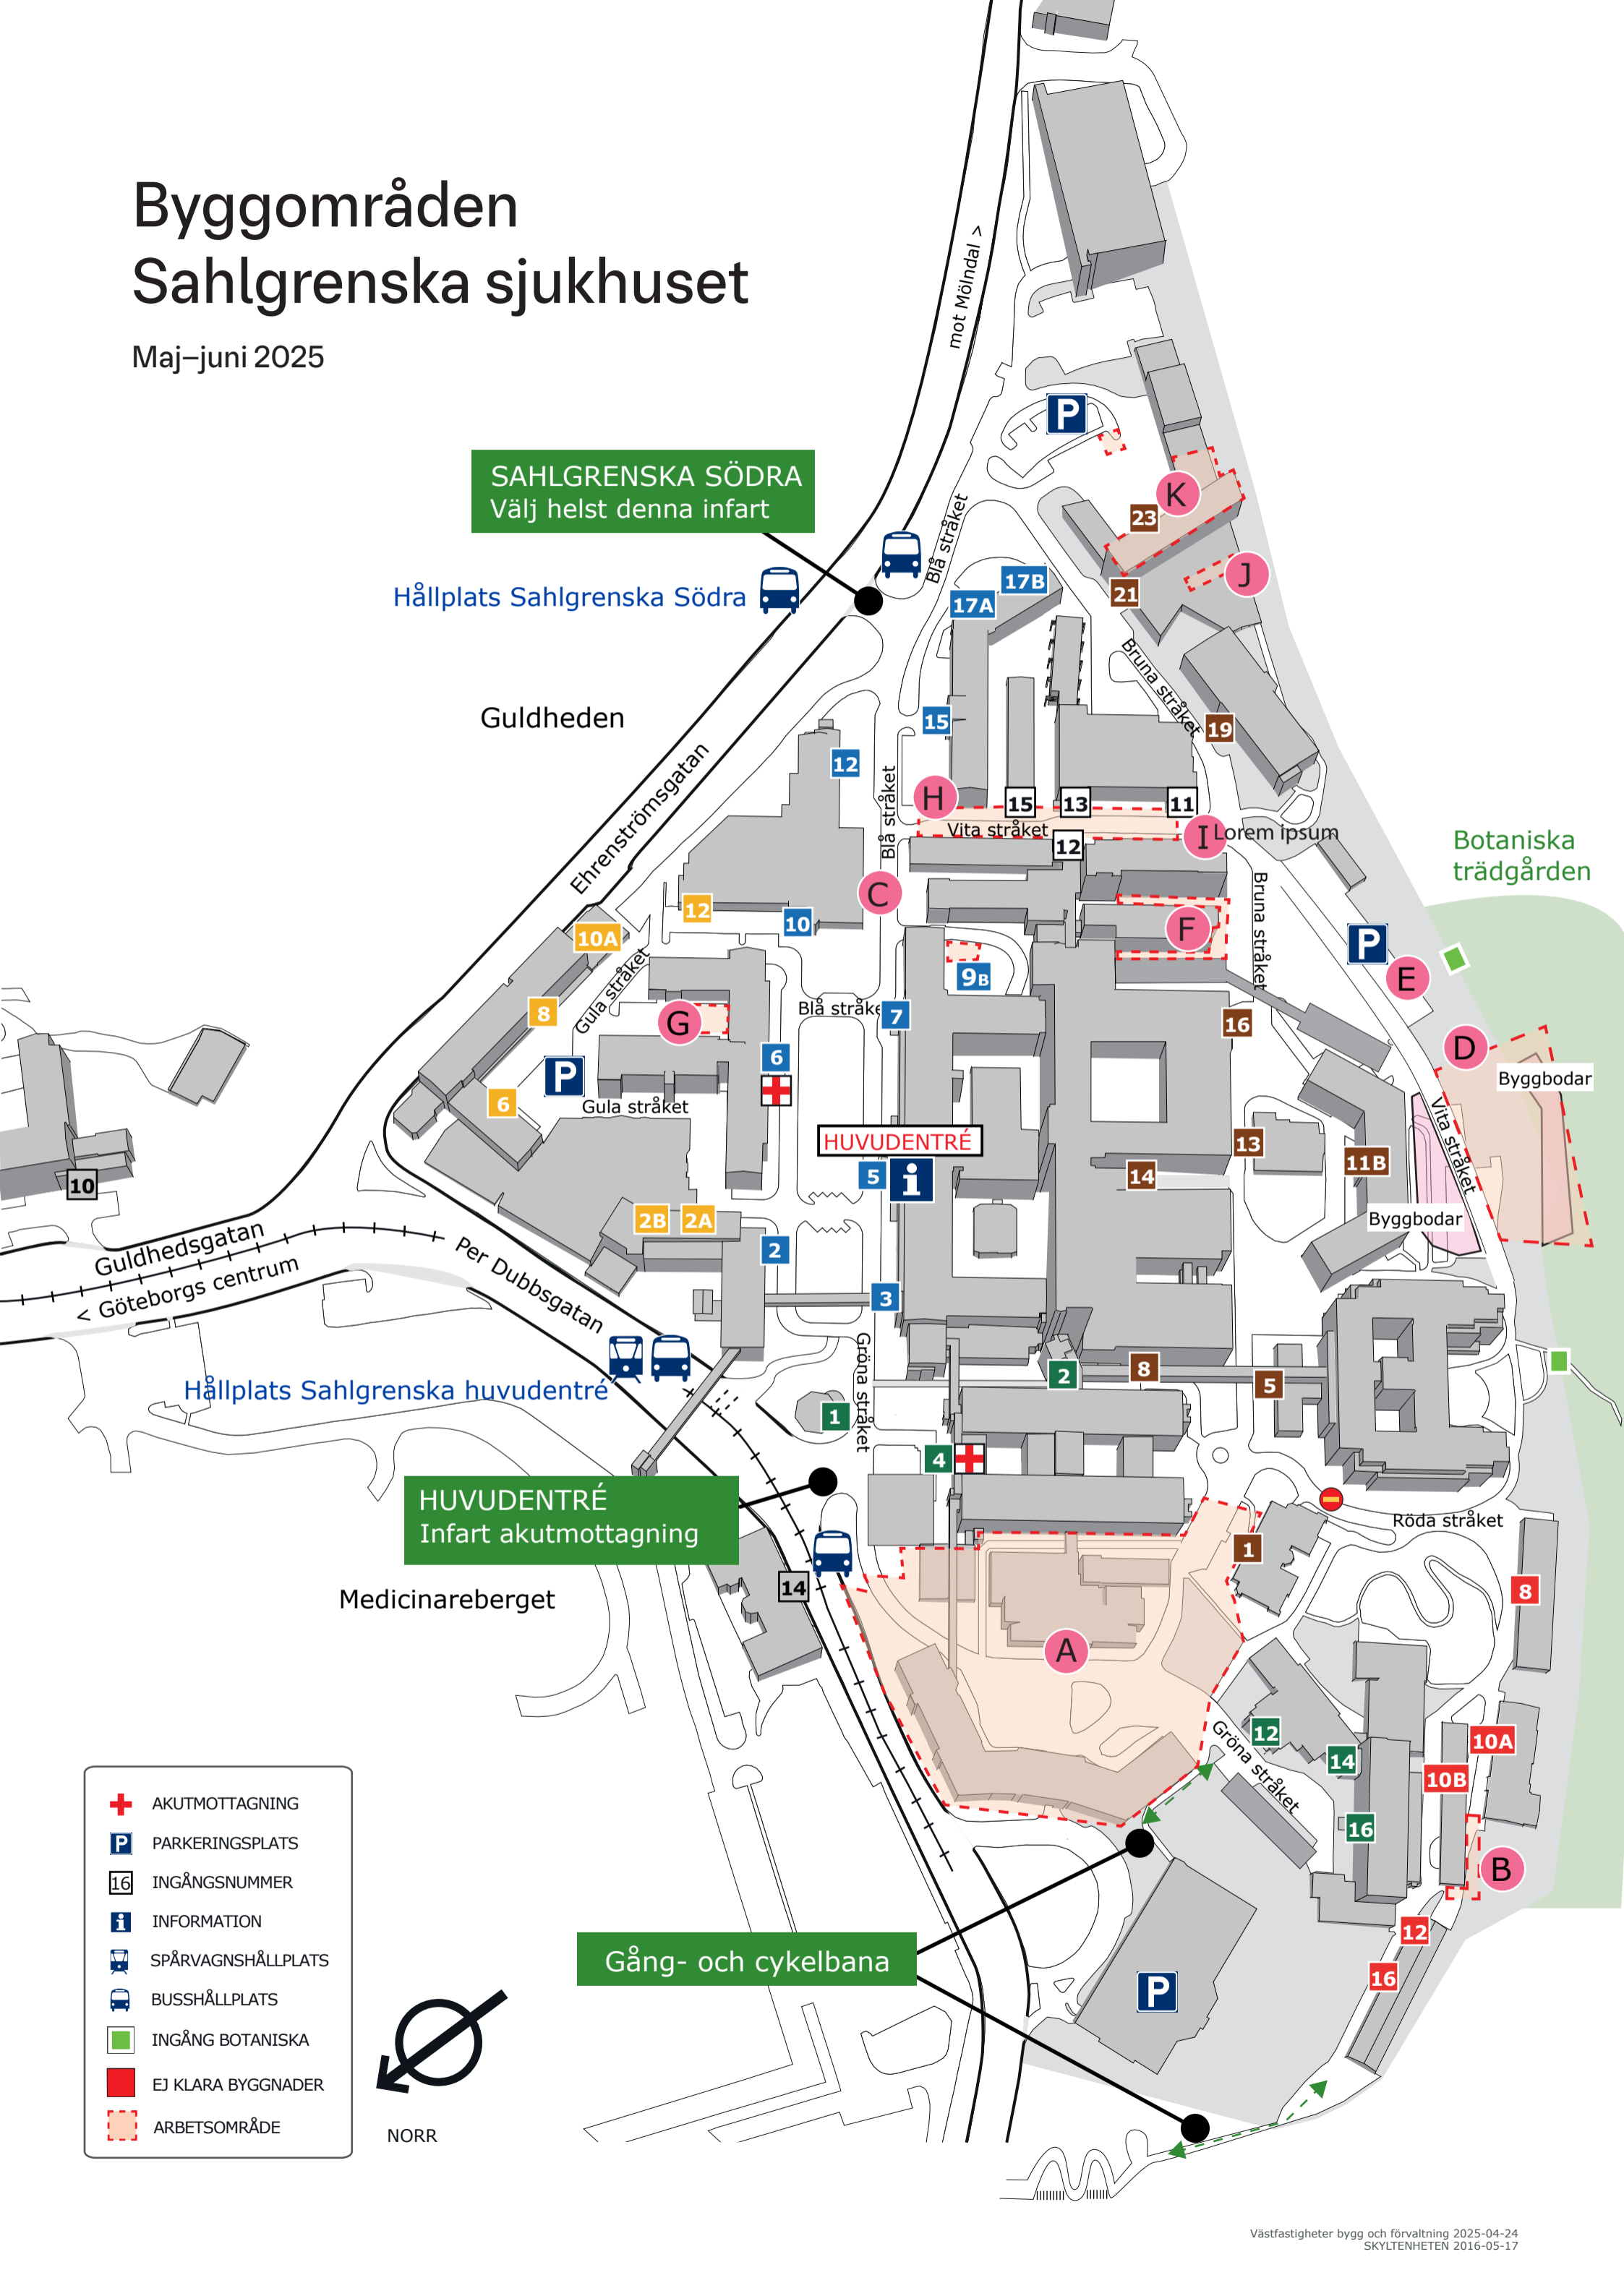 Byggområden
Sahlgrenska sjukhuset
Maj–juni 2025
mot Mölndal >
P
SAHLGRENSKA SÖDRA
Välj helst denna infart
K
23
Blå stråket
J
Hållplats Sahlgrenska Södra
17B
17A
21
Bruna stråket
Guldheden
15
19
12
Ehrenströmsgatan
Blå stråket
H
15
13
11
Vita stråket
I
Lorem ipsum
12
Botaniska
trädgården
C
12
10
F
Bruna stråket
10A
P
E
9B
Gula stråket
8
G
Blå stråke
7
16
D
6
P
Byggbodar
6
Gula stråket
Vita stråket
HUVUDENTRÉ
13
11B
10
5
i
14
2B
2A
Byggbodar
2
Guldhedsgatan
< Göteborgs centrum
Per Dubbsgatan
3
Gröna stråket
2
8
5
Hållplats Sahlgrenska huvudentré
1
4
HUVUDENTRÉ
Infart akutmottagning
Röda stråket
1
14
8
Medicinareberget
A
12
10A
14
Gröna stråket
10B
16
B
12
Gång- och cykelbana
16
P
AKUTMOTTAGNING
P PARKERINGSPLATS
16 INGÅNGSNUMMER
i INFORMATION
SPÅRVAGNSHÅLLPLATS
BUSSHÅLLPLATS
INGÅNG BOTANISKA
EJ KLARA BYGGNADER
ARBETSOMRÅDE
NORR
Västfastigheter bygg och förvaltning 2025-04-24
SKYLTENHETEN 2016-05-17